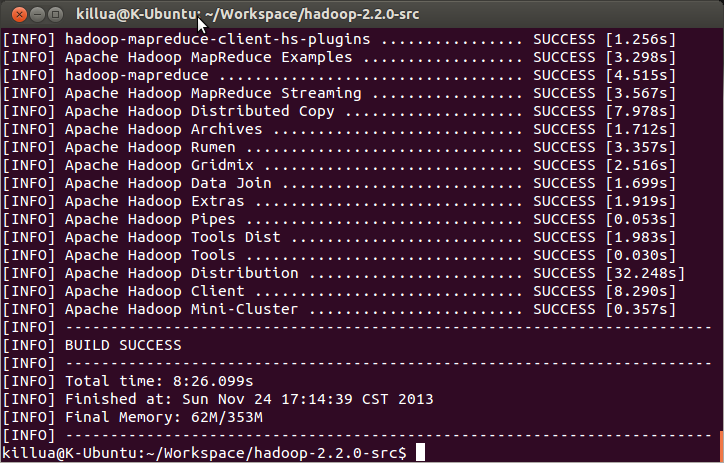 killua@K-Ubuntu: ~/Workspace/hadoop-2.2.0-src
[INFO] hadoop-mapreduce-client-hs-plugins ................ SUCCESS [1.256s]
[INFO] Apache Hadoop MapReduce Examples .................. SUCCESS [3.298s]
[INFO] hadoop-mapreduce .................................. SUCCESS [4.515s]
[INFO] Apache Hadoop MapReduce Streaming ................. SUCCESS [3.567s]
[INFO] Apache Hadoop Distributed Copy .................... SUCCESS [7.978s]
[INFO] Apache Hadoop Archives ............................ SUCCESS [1.712s]
[INFO] Apache Hadoop Rumen ............................... SUCCESS [3.357s]
[INFO] Apache Hadoop Gridmix ............................. SUCCESS [2.516s]
[INFO] Apache Hadoop Data Join ........................... SUCCESS [1.699s]
[INFO] Apache Hadoop Extras .............................. SUCCESS [1.919s]
[INFO] Apache Hadoop Pipes ............................... SUCCESS [0.053s]
[INFO] Apache Hadoop Tools Dist .......................... SUCCESS [1.983s]
[INFO] Apache Hadoop Tools ............................... SUCCESS [0.030s]
[INFO] Apache Hadoop Distribution ........................ SUCCESS [32.248s]
[INFO] Apache Hadoop Client .............................. SUCCESS [8.290s]
[INFO] Apache Hadoop Mini-Cluster ........................ SUCCESS [0.357s]
[INFO] ------------------------------------------------------------------------
[INFO] BUILD SUCCESS
[INFO] ------------------------------------------------------------------------
[INFO] Total time: 8:26.099s
[INFO] Finished at: Sun Nov 24 17:14:39 CST 2013
[INFO] Final Memory: 62M/353M
[INFO] ------------------------------------------------------------------------
killua@K-Ubuntu:~/Workspace/hadoop-2.2.0-src$